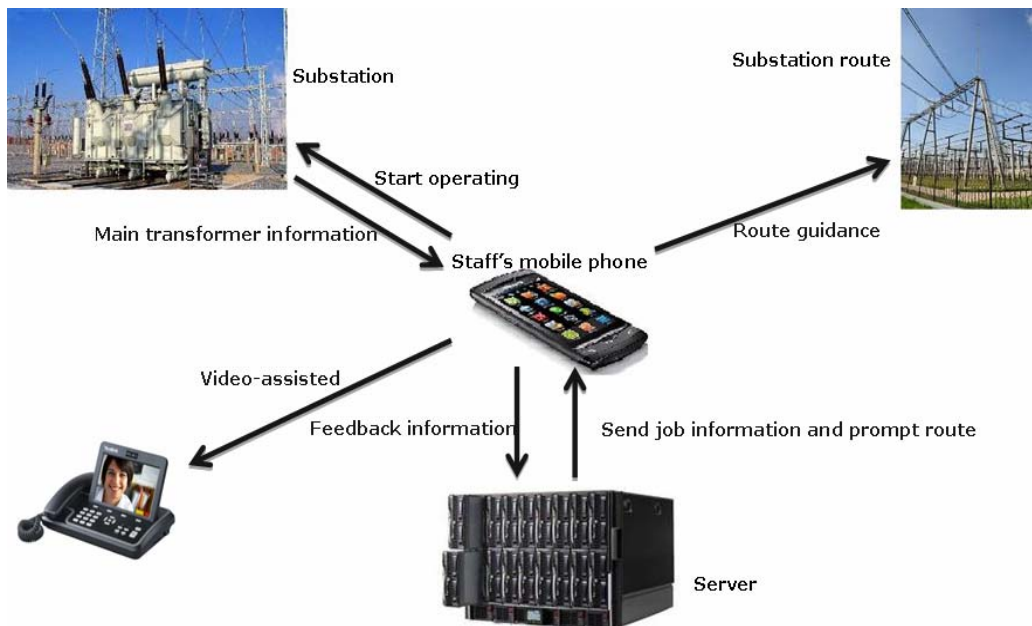 Substation
Substation route
Start operating
Main transformer information
Route guidance
Staff's mobile phone
Video-assisted
Feedback information
Send job information and prompt route
Server